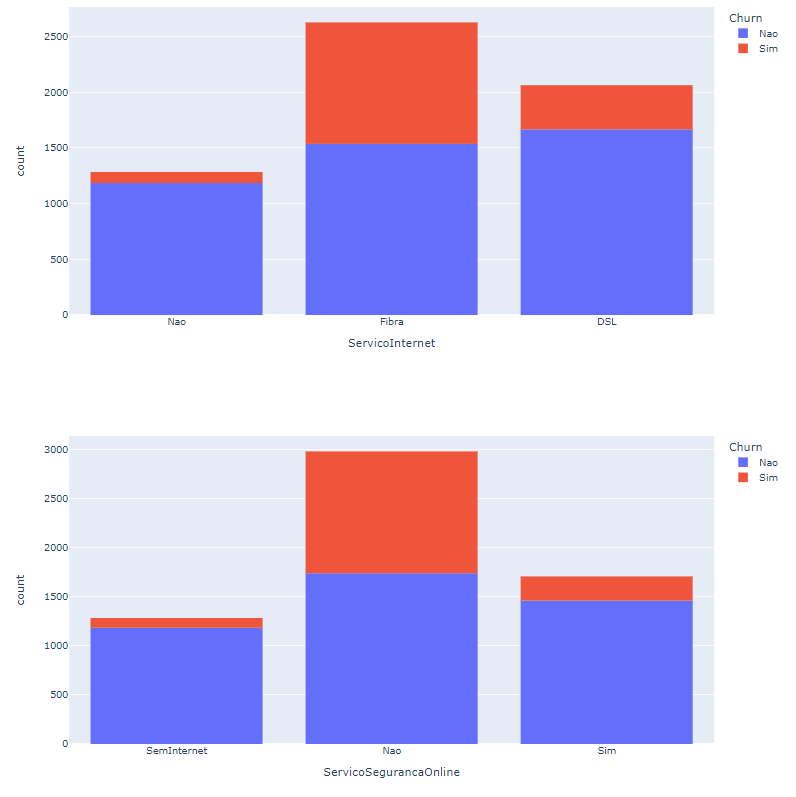 Churn
Nao
Sim
2500
2000
1500
1000
500
0
count
Nao Fibra DSL
ServicoInternet
Churn
Nao
Sim
3000
2500
2000
1500
1000
500
0
count
SemInternet Nao Sim
ServicoSegurancaOnline